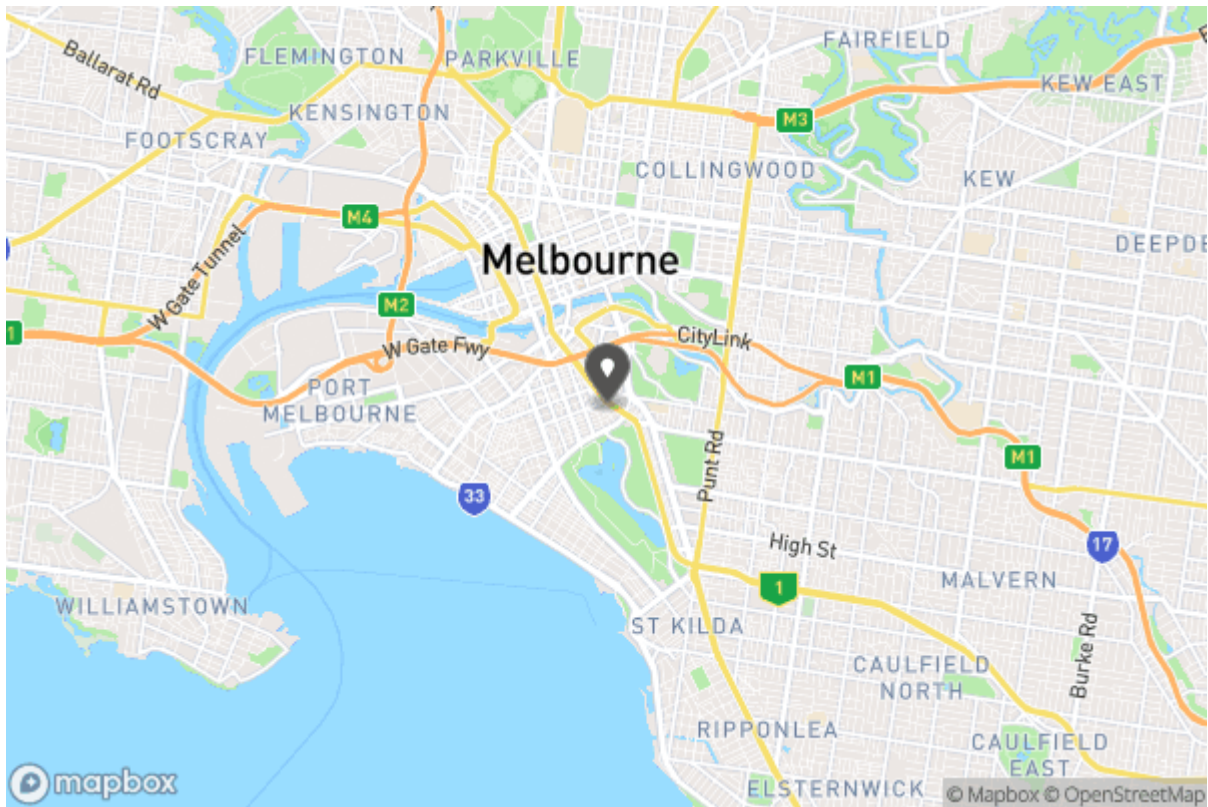 FAIRFIELD
Ballarat Rd
FLEMINGTON
PARKVILLE
KEW EAST
KENSINGTON
M3
FOOTSCRAY
COLLINGWOOD
KEW
M4
DEEPDE
W Gate Tunnel
Melbourne
M2
1
CityLink
W Gate Fwy
M1
PORT
MELBOURNE
Punt Rd
M1
33
High St
17
1
MALVERN
WILLIAMSTOWN
ST KILDA
Burke Rd
CAULFIELD
NORTH
RIPPONLEA
CAULFIELD
EAST
mapbox
ELSTERNWICK
© Mapbox © OpenStreetMap